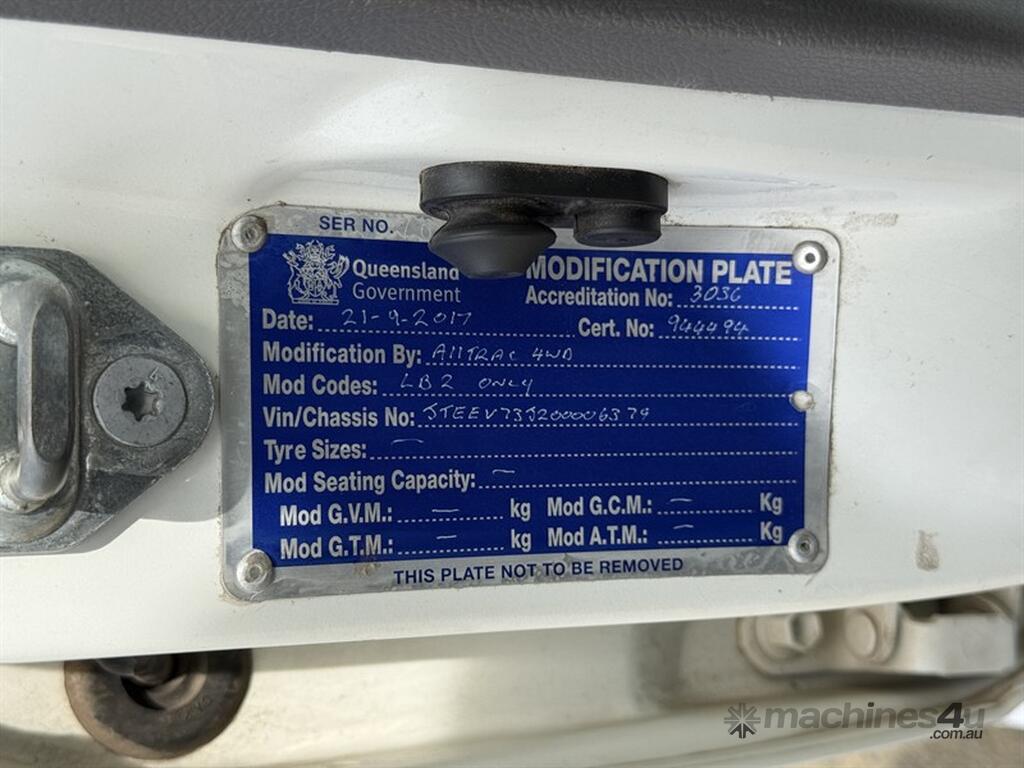 SER NO.
Queensland
Government
MODIFICATION PLATE
Accreditation No: 3036
Date: 21-9-2017 Cert. No: 944494
Modification By: AllTRAC 4WD
Mod Codes: LB2 ONLY
Vin/Chassis No: JTEEV73J200006379
Tyre Sizes: —
Mod Seating Capacity: —
Mod G.V.M.: — kg Mod G.C.M.: — Kg
Mod G.T.M.: — kg Mod A.T.M.: — Kg
THIS PLATE NOT TO BE REMOVED
machines4u
.com.au